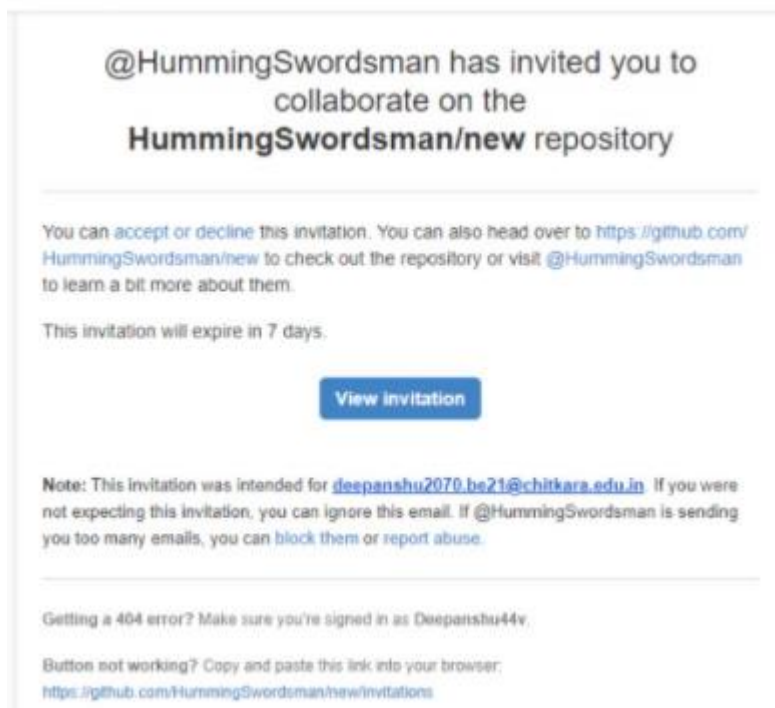 @HummingSwordsman has invited you to
collaborate on the
HummingSwordsman/new repository
You can accept or decline this invitation. You can also head over to https://github.com/
HummingSwordsman/new to check out the repository or visit @HummingSwordsman
to learn a bit more about them.
This invitation will expire in 7 days.
View invitation
Note: This invitation was intended for deepanshu2070.be21@chitkara.edu.in. If you were
not expecting this invitation, you can ignore this email. If @HummingSwordsman is sending
you too many emails, you can block them or report abuse.
Getting a 404 error? Make sure you're signed in as Deepanshu44v.
Button not working? Copy and paste this link into your browser:
https://github.com/HummingSwordsman/new/invitations